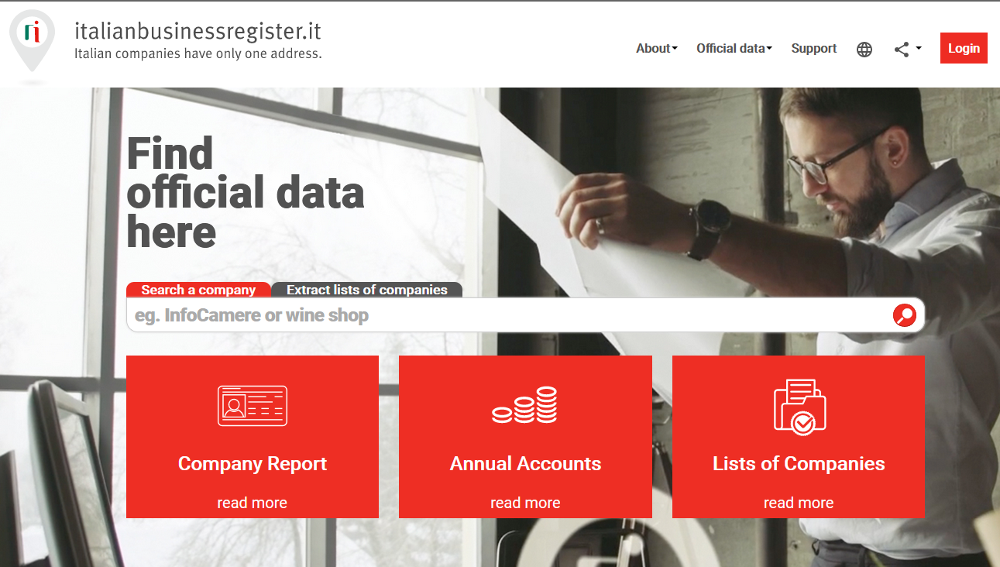 ri
italianbusinessregister.it
Italian companies have only one address.
About
Official data
Support
Login
Find
official data
here
Search a company
Extract lists of companies
eg. InfoCamere or wine shop
Company Report
read more
Annual Accounts
read more
Lists of Companies
read more